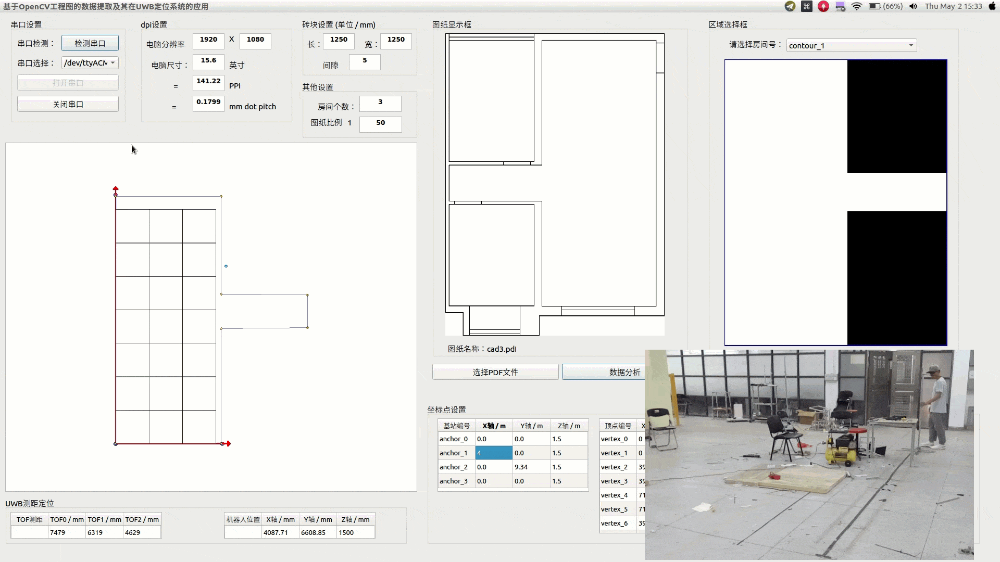 基于OpenCV工程图的数据提取及其在UWB定位系统的应用
(66%)
Thu May 2 15:33
串口设置
串口检测：
检测串口
串口选择：
/dev/ttyACM
打开串口
关闭串口
dpi设置
电脑分辨率
1920
X
1080
电脑尺寸：
15.6
英寸
=
141.22
PPI
=
0.1799
mm dot pitch
砖块设置 (单位 / mm)
长：
1250
宽：
1250
间隙
5
其他设置
房间个数：
3
图纸比例
1
50
图纸显示框
图纸名称：cad3.pdf
选择PDF文件
数据分析
区域选择框
请选择房间号：
contour_1
坐标点设置
基站编号 X轴 / m Y轴 / m Z轴 / m
anchor_0 0.0 0.0 1.5
anchor_1 4 0.0 1.5
anchor_2 0.0 9.34 1.5
anchor_3 0.0 0.0 1.5
顶点编号 X
vertex_0 0
vertex_1 0
vertex_2 39
vertex_3 39
vertex_4 71
vertex_5 71
vertex_6 39
UWB测距定位
TOF测距 TOF0 / mm TOF1 / mm TOF2 / mm
7479 6319 4629
机器人位置 X轴 / mm Y轴 / mm Z轴 / mm
4087.71 6608.85 1500